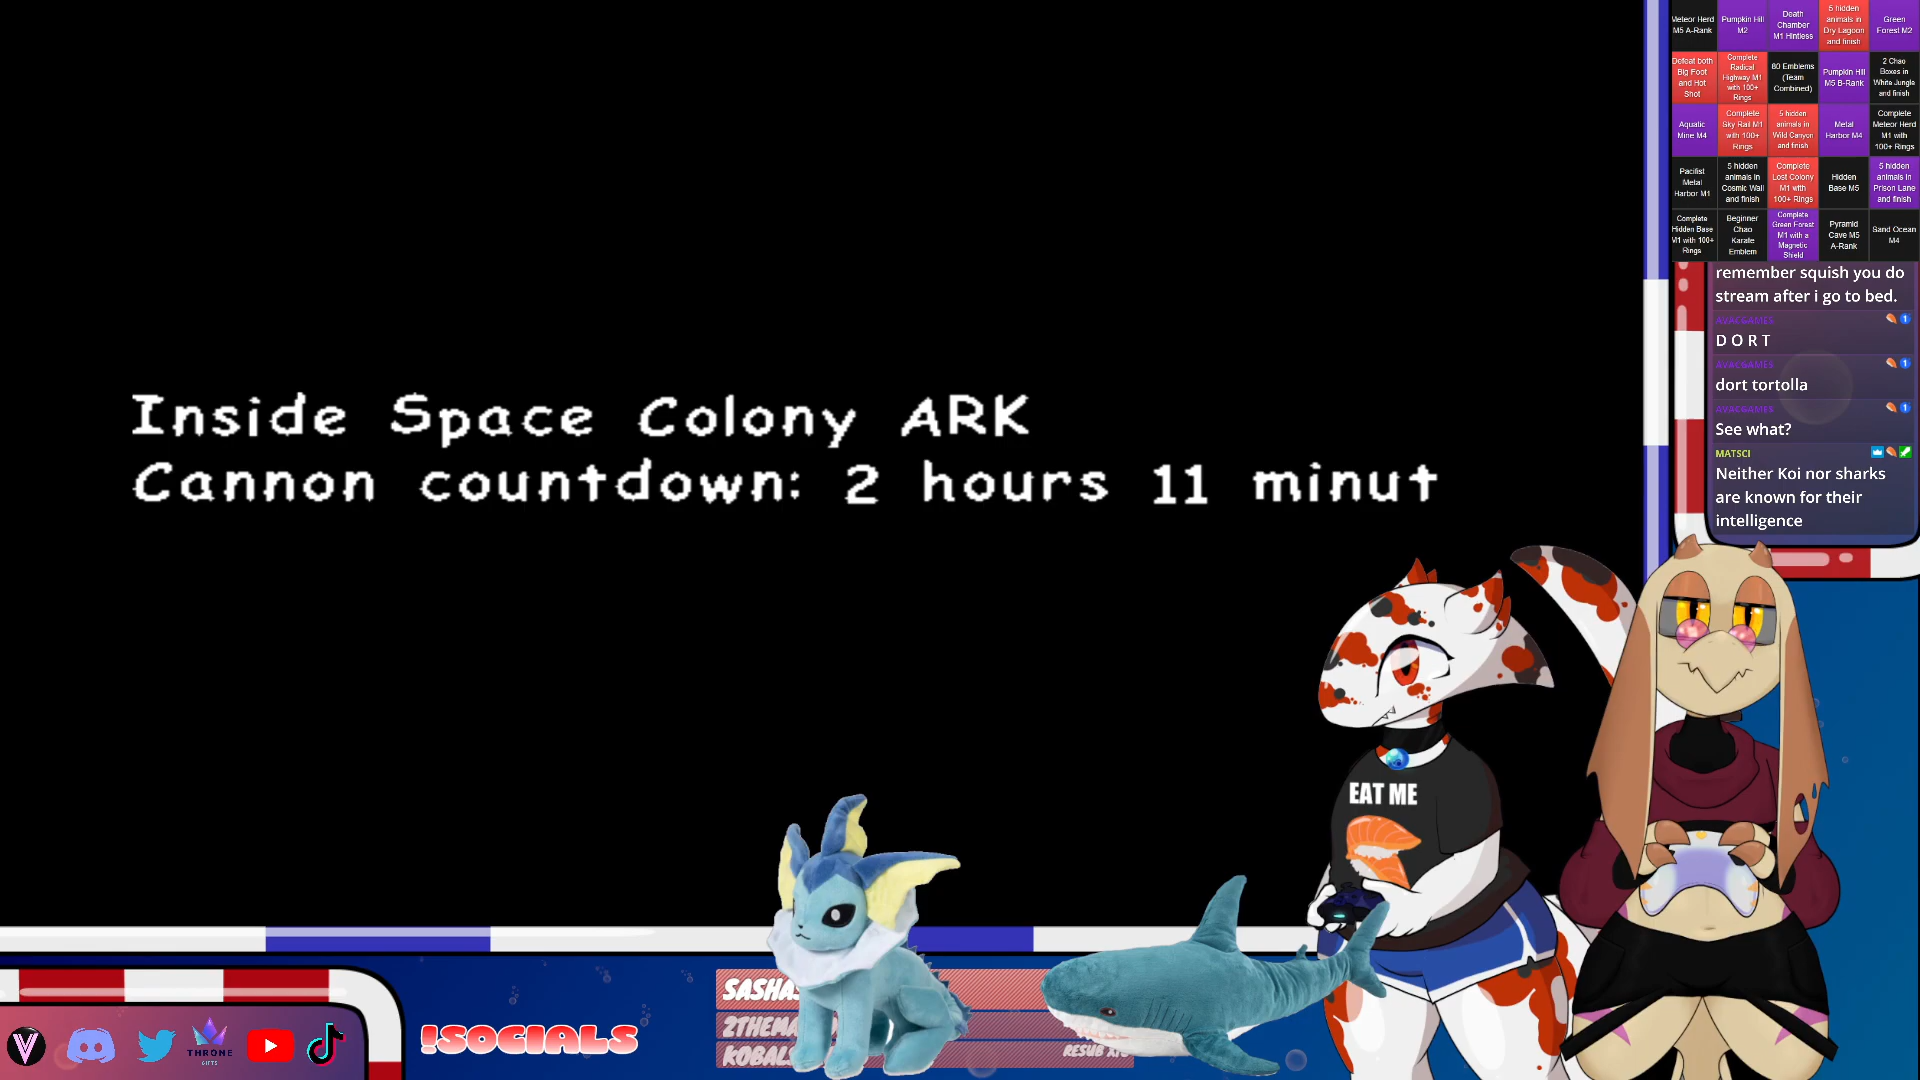 Meteor Herd M5 A-Rank
Pumpkin Hill M2
Death Chamber M1 Hintless
5 hidden animals in Dry Lagoon and finish
Green Forest M2
Defeat both Big Foot and Hot Shot
Complete Radical Highway M1 with 100+ Rings
80 Emblems (Team Combined)
Pumpkin Hill M5 B-Rank
2 Chao Boxes in White Jungle and finish
Aquatic Mine M4
Complete Sky Rail M1 with 100+ Rings
5 hidden animals in Wild Canyon and finish
Metal Harbor M4
Complete Meteor Herd M1 with 100+ Rings
Pacifist Metal Harbor M1
5 hidden animals in Cosmic Wall and finish
Complete Lost Colony M1 with 100+ Rings
Hidden Base M5
5 hidden animals in Prison Lane and finish
Complete Hidden Base M1 with 100+ Rings
Beginner Chao Karate Emblem
Complete Green Forest M1 with a Magnetic Shield
Pyramid Cave M5 A-Rank
Sand Ocean M4
remember squish you do
stream after i go to bed.
AVACGAMES
D O R T
AVACGAMES
dort tortolla
AVACGAMES
See what?
MATSCI
Neither Koi nor sharks
are known for their
intelligence
Inside Space Colony ARK
Cannon countdown: 2 hours 11 minut
EAT ME
SASHA
2THEMA
KOBAL
RESUB X
!SOCIALS
THRONE
GIFTS